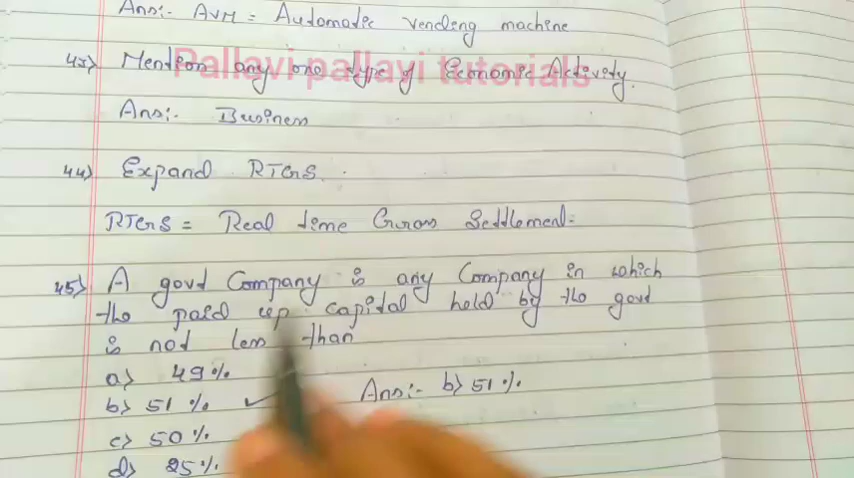 Ans:- AVM = Automatic vending machine
43) Mention any one type of Economic Activity.
Pallavi pallavi tutorials
Ans:- Business
44) Expand RTGS.
RTGS = Real time Gross Settlement.
45) A govt Company is any Company in which
the paid up capital held by the govt
is not less than
a) 49%
b) 51% ✓ Ans:- b) 51%
c) 50%
d) 25%